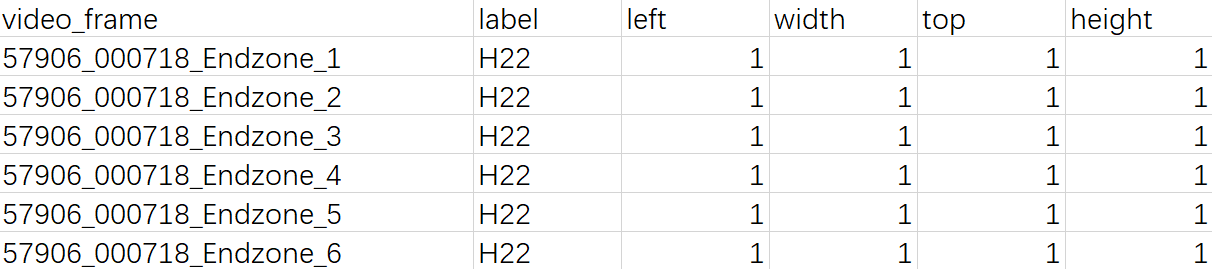 video_frame label left width top height
57906_000718_Endzone_1 H22 1 1 1 1
57906_000718_Endzone_2 H22 1 1 1 1
57906_000718_Endzone_3 H22 1 1 1 1
57906_000718_Endzone_4 H22 1 1 1 1
57906_000718_Endzone_5 H22 1 1 1 1
57906_000718_Endzone_6 H22 1 1 1 1